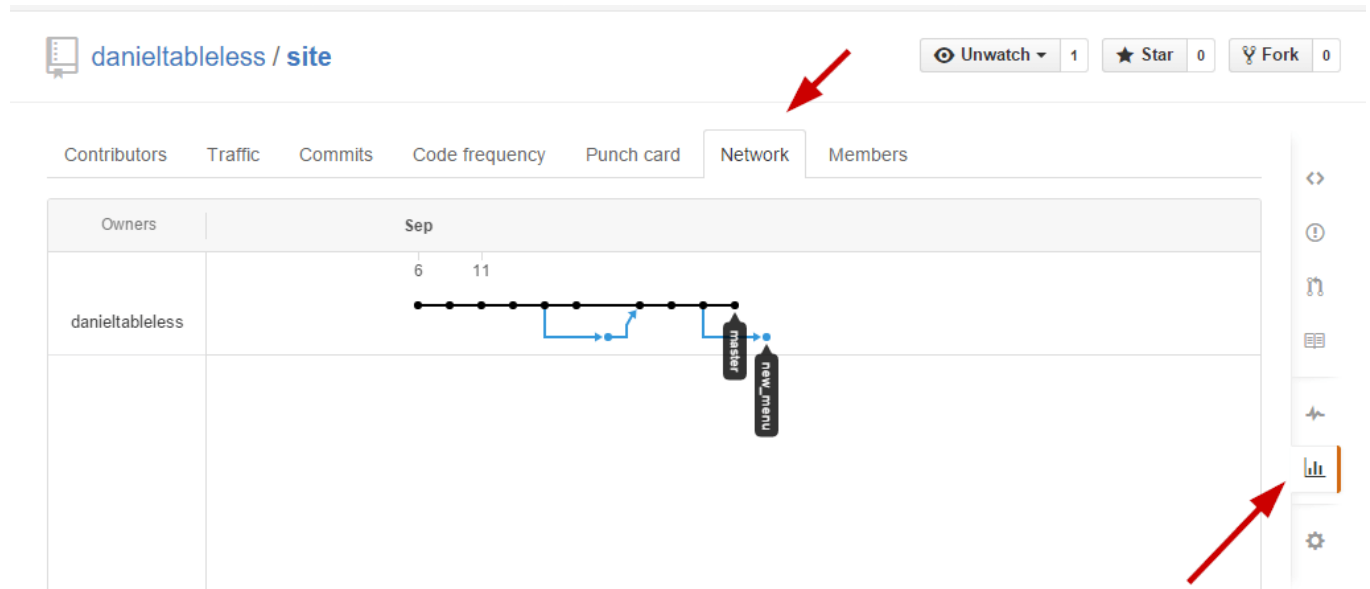 danieltableless / site
Unwatch 1 Star 0 Fork 0
Contributors Traffic Commits Code frequency Punch card Network Members
Owners Sep
6 11
danieltableless
master
new_menu